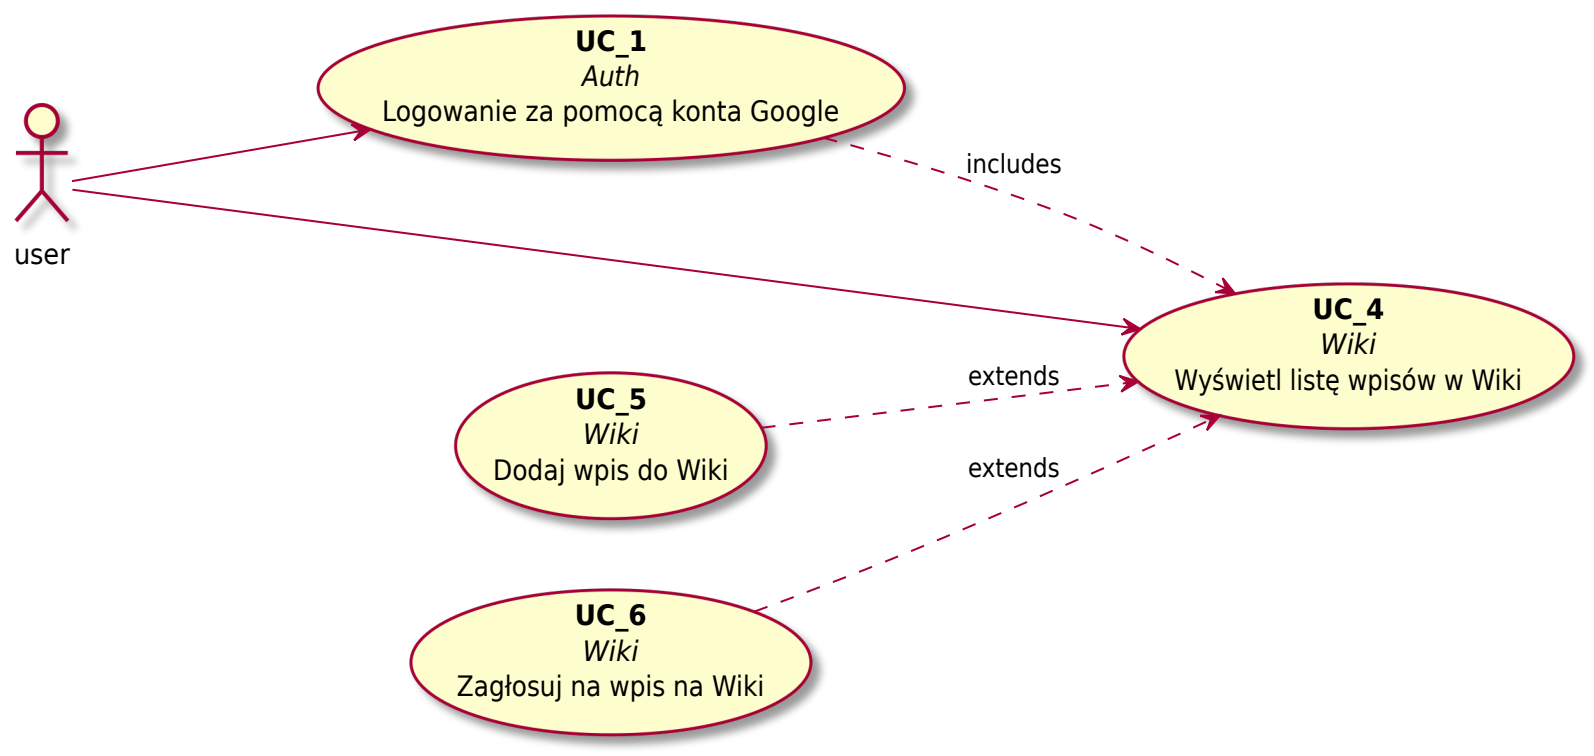 UC_1
Auth
Logowanie za pomocą konta Google
includes
user
UC_4
Wiki
Wyświetl listę wpisów w Wiki
extends
UC_5
Wiki
Dodaj wpis do Wiki
extends
UC_6
Wiki
Zagłosuj na wpis na Wiki